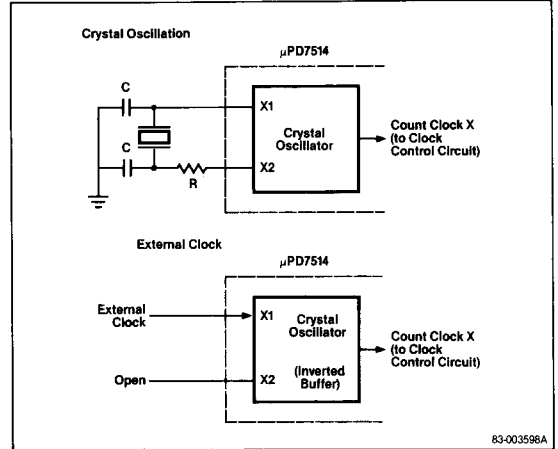 Crystal Oscillation
μPD7514
C
X1
Crystal
Oscillator
Count Clock X
(to Clock
Control Circuit)
C
X2
R
External Clock
μPD7514
External
Clock
X1
Crystal
Oscillator
(Inverted
Buffer)
Count Clock X
(to Clock
Control Circuit)
Open
X2
83-003598A